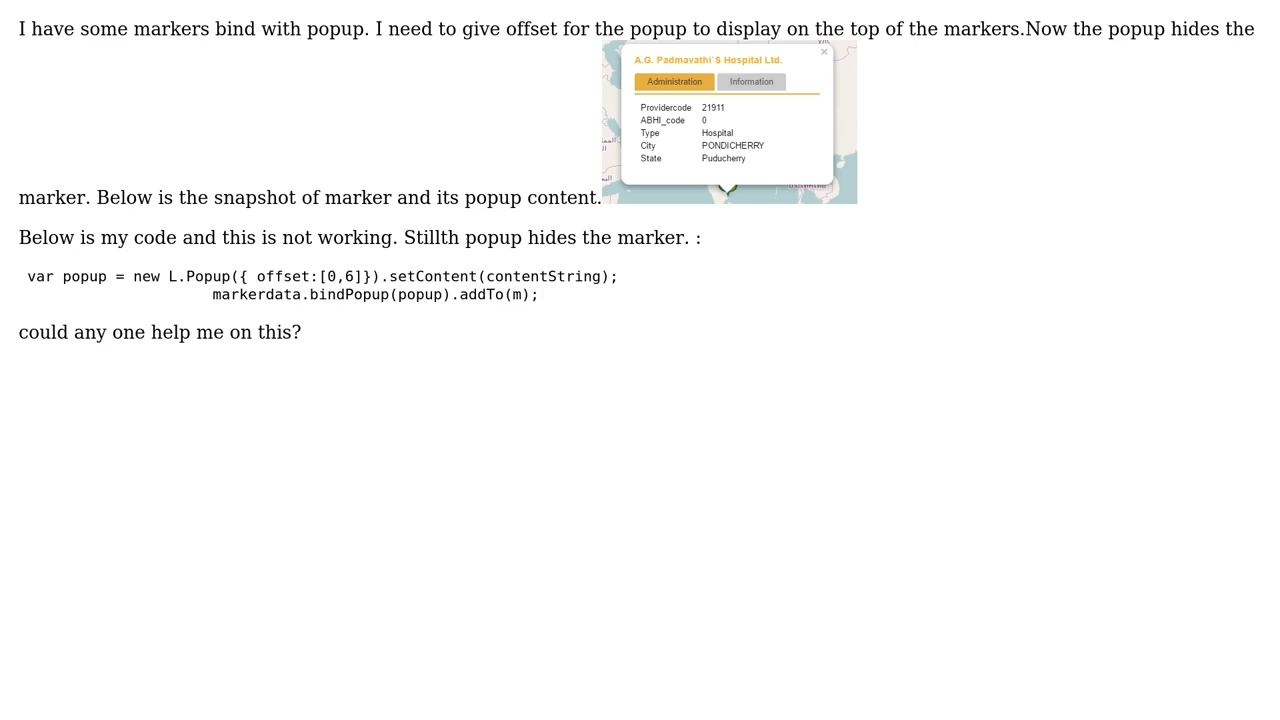 I have some markers bind with popup. I need to give offset for the popup to display on the top of the markers.Now the popup hides the
A.G. Padmavathi`S Hospital Ltd.
×
Administration Information
Providercode 21911
ABHI_code 0
Type Hospital
City PONDICHERRY
State Puducherry
marker. Below is the snapshot of marker and its popup content.
Below is my code and this is not working. Stillth popup hides the marker. :
var popup = new L.Popup({ offset:[0,6]}).setContent(contentString);
markerdata.bindPopup(popup).addTo(m);
could any one help me on this?